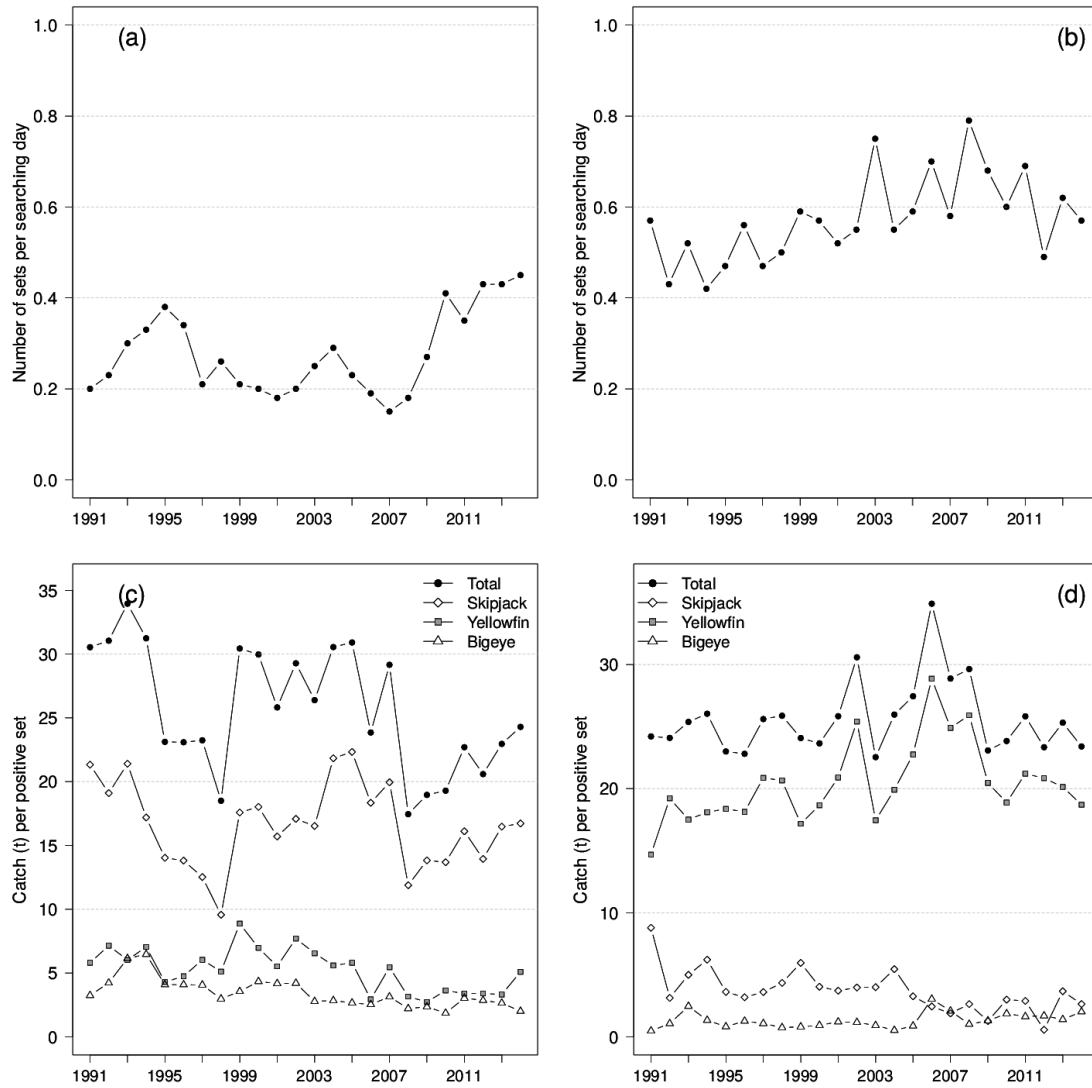 (a)
Number of sets per searching day
1.0
0.8
0.6
0.4
0.2
0.0
1991 1995 1999 2003 2007 2011
(b)
Number of sets per searching day
1.0
0.8
0.6
0.4
0.2
0.0
1991 1995 1999 2003 2007 2011
(c)
Total
Skipjack
Yellowfin
Bigeye
Catch (t) per positive set
35
30
25
20
15
10
5
0
1991 1995 1999 2003 2007 2011
(d)
Total
Skipjack
Yellowfin
Bigeye
Catch (t) per positive set
30
20
10
0
1991 1995 1999 2003 2007 2011